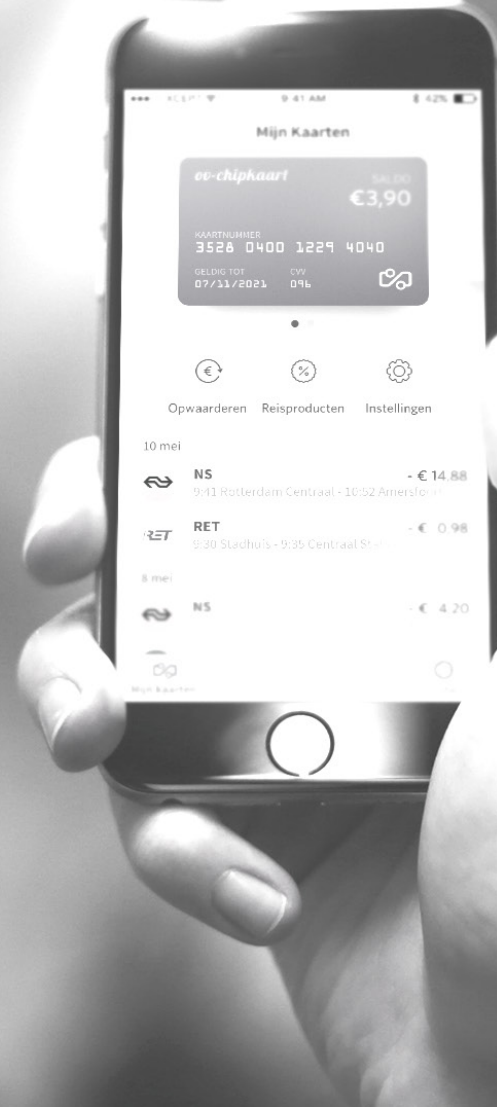 9:41 AM
42%
Mijn Kaarten
ov-chipkaart
SALDO
€3,90
KAARTNUMMER
3528 0400 1229 4040
GELDIG TOT CVV
07/11/2021 096
Opwaarderen Reisproducten Instellingen
10 mei
NS - € 14.88
9:41 Rotterdam Centraal - 10:52 Amersfoort
RET RET - € 0.98
9:30 Stadhuis - 9:35 Centraal
8 mei
NS - € 4.20
Mijn kaarten